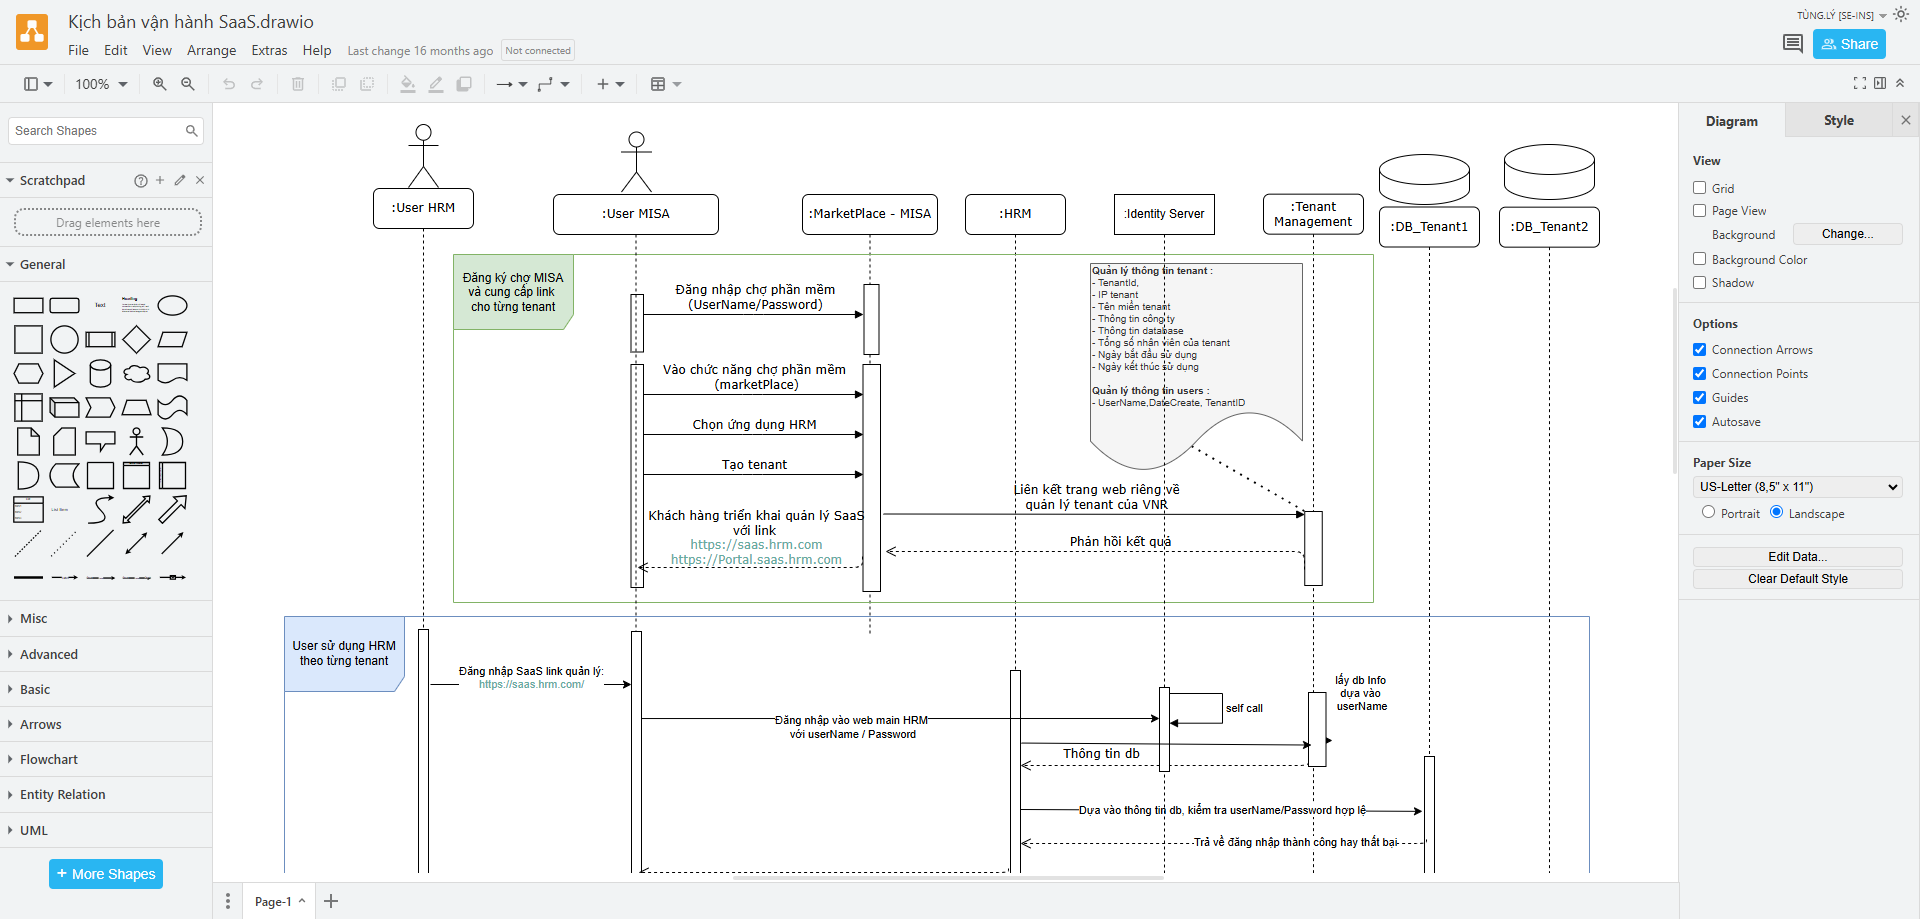 Kịch bản vận hành SaaS.drawio
TÙNG.LÝ [SE-INS]
File Edit View Arrange Extras Help Last change 16 months ago Not connected
Share
100%
Search Shapes
Scratchpad
Drag elements here
General
Text
Heading
List Item
Misc
Advanced
Basic
Arrows
Flowchart
Entity Relation
UML
+ More Shapes
:User HRM
:User MISA
:MarketPlace - MISA
:HRM
:Identity Server
:Tenant
Management
:DB_Tenant1
:DB_Tenant2
Đăng ký chợ MISA
và cung cấp link
cho từng tenant
Đăng nhập chợ phần mềm
(UserName/Password)
Vào chức năng chợ phần mềm
(marketPlace)
Chọn ứng dụng HRM
Tạo tenant
Khách hàng triển khai quản lý SaaS
với link
https://saas.hrm.com
https://Portal.saas.hrm.com
Quản lý thông tin tenant :
- TenantId,
- IP tenant
- Tên miền tenant
- Thông tin công ty
- Thông tin database
- Tổng số nhân viên của tenant
- Ngày bắt đầu sử dụng
- Ngày kết thúc sử dụng
Quản lý thông tin users :
- UserName,DateCreate, TenantID
Liên kết trang web riêng về
quản lý tenant của VNR
Phản hồi kết quả
User sử dụng HRM
theo từng tenant
Đăng nhập SaaS link quản lý:
https://saas.hrm.com/
Đăng nhập vào web main HRM
với userName / Password
self call
lấy db Info
dựa vào
userName
Thông tin db
Dựa vào thông tin db, kiểm tra userName/Password hợp lệ
Trả về đăng nhập thành công hay thất bại
Page-1
Diagram
Style
View
Grid
Page View
Background
Change...
Background Color
Shadow
Options
Connection Arrows
Connection Points
Guides
Autosave
Paper Size
US-Letter (8,5" x 11")
Portrait
Landscape
Edit Data...
Clear Default Style